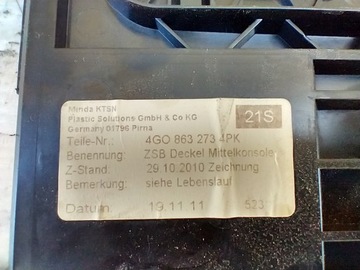 Minda KTSN
Plastic Solutions GmbH & Co KG
Germany 01796 Pirna
21S
Teile-Nr.: 4GO 863 273 4PK
Benennung: ZSB Deckel Mittelkonsole
Z-Stand: 29.10.2010 Zeichnung
Bemerkung: siehe Lebenslauf
Datum: 19.11.11 523